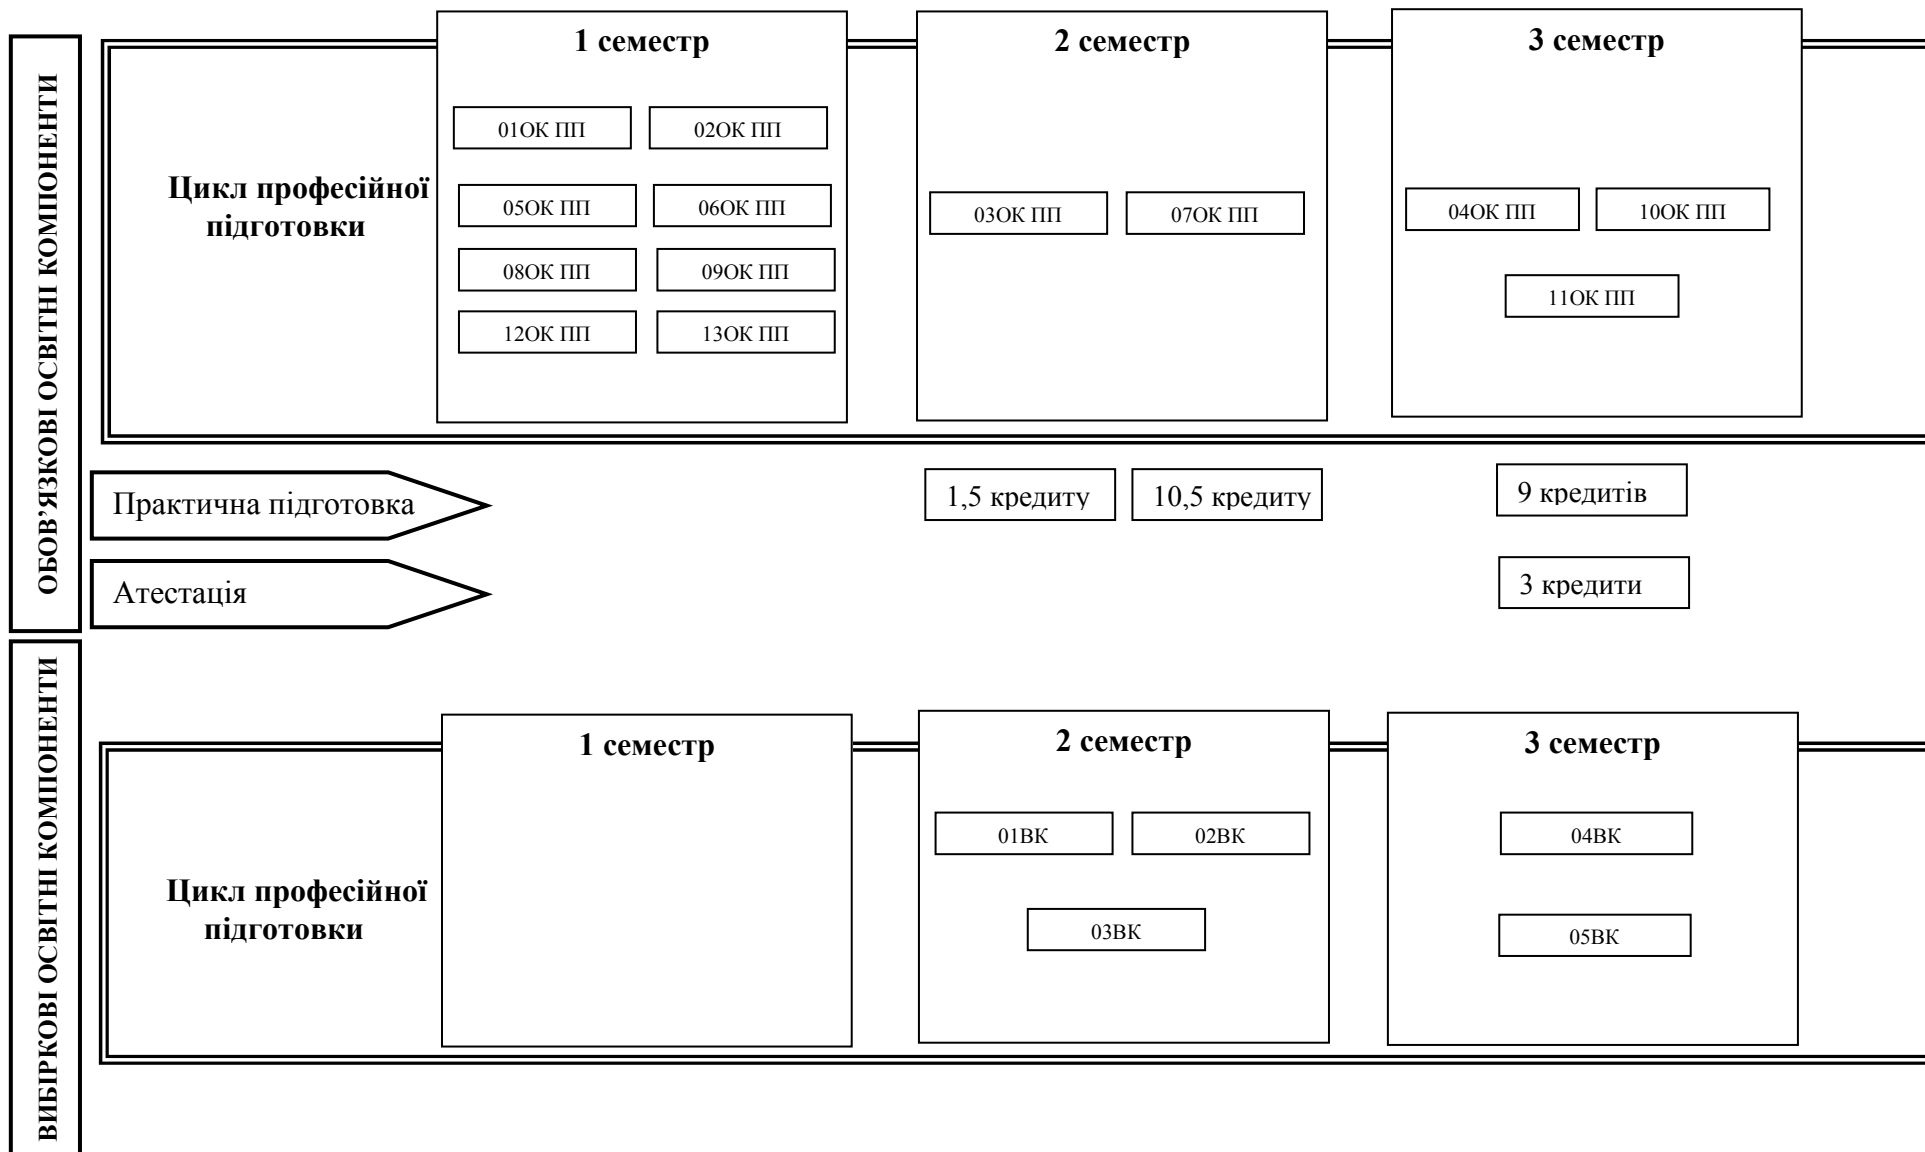 ОБОВ’ЯЗКОВІ ОСВІТНІ КОМПІОНЕНТИ
1 семестр
2 семестр
3 семестр
Цикл професійної
підготовки
01ОК ПП
02ОК ПП
05ОК ПП
06ОК ПП
08ОК ПП
09ОК ПП
12ОК ПП
13ОК ПП
03ОК ПП
07ОК ПП
04ОК ПП
10ОК ПП
11ОК ПП
Практична підготовка
1,5 кредиту
10,5 кредиту
9 кредитів
Атестація
3 кредити
ВИБІРКОВІ ОСВІТНІ КОМПІОНЕНТИ
1 семестр
2 семестр
3 семестр
Цикл професійної
підготовки
01ВК
02ВК
03ВК
04ВК
05ВК